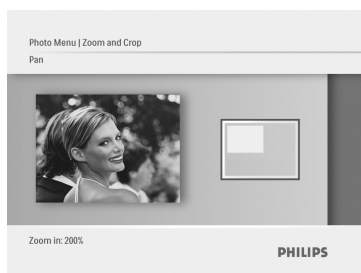 Photo Menu | Zoom and Crop
Pan
Zoom in: 200%
PHILIPS